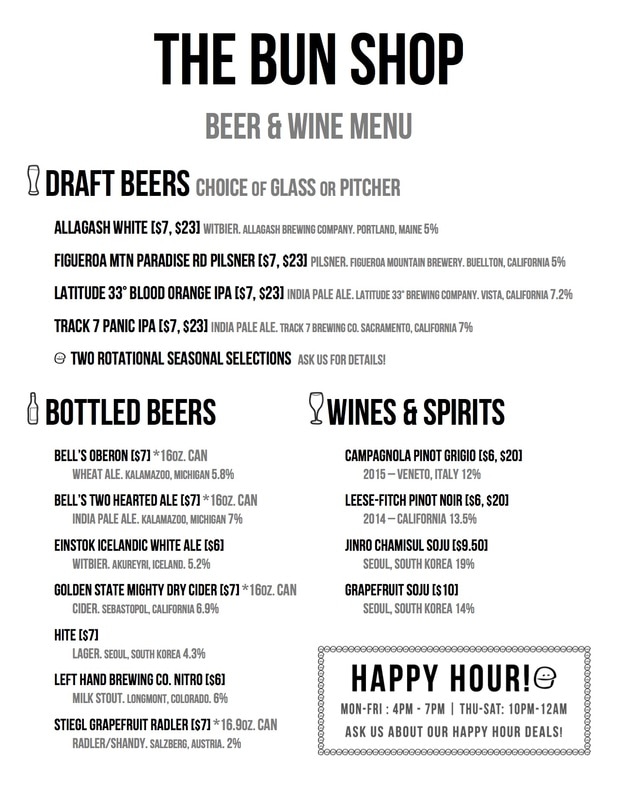 THE BUN SHOP
BEER & WINE MENU
DRAFT BEERS CHOICE OF GLASS OR PITCHER
ALLAGASH WHITE [$7, $23] WITBIER. ALLAGASH BREWING COMPANY. PORTLAND, MAINE 5%
FIGUEROA MTN PARADISE RD PILSNER [$7, $23] PILSNER. FIGUEROA MOUNTAIN BREWERY. BUELLTON, CALIFORNIA 5%
LATITUDE 33° BLOOD ORANGE IPA [$7, $23] INDIA PALE ALE. LATITUDE 33° BREWING COMPANY. VISTA, CALIFORNIA 7.2%
TRACK 7 PANIC IPA [$7, $23] INDIA PALE ALE. TRACK 7 BREWING CO. SACRAMENTO, CALIFORNIA 7%
TWO ROTATIONAL SEASONAL SELECTIONS ASK US FOR DETAILS!
BOTTLED BEERS
BELL'S OBERON [$7] *16OZ. CAN
WHEAT ALE. KALAMAZOO, MICHIGAN 5.8%
BELL'S TWO HEARTED ALE [$7] *16OZ. CAN
INDIA PALE ALE. KALAMAZOO, MICHIGAN 7%
EINSTOK ICELANDIC WHITE ALE [$6]
WITBIER. AKUREYRI, ICELAND. 5.2%
GOLDEN STATE MIGHTY DRY CIDER [$7] *16OZ. CAN
CIDER. SEBASTOPOL, CALIFORNIA 6.9%
HITE [$7]
LAGER. SEOUL, SOUTH KOREA 4.3%
LEFT HAND BREWING CO. NITRO [$6]
MILK STOUT. LONGMONT, COLORADO. 6%
STIEGL GRAPEFRUIT RADLER [$7] *16.9OZ. CAN
RADLER/SHANDY. SALZBERG, AUSTRIA. 2%
WINES & SPIRITS
CAMPAGNOLA PINOT GRIGIO [$6, $20]
2015 – VENETO, ITALY 12%
LEESE-FITCH PINOT NOIR [$6, $20]
2014 – CALIFORNIA 13.5%
JINRO CHAMISUL SOJU [$9.50]
SEOUL, SOUTH KOREA 19%
GRAPEFRUIT SOJU [$10]
SEOUL, SOUTH KOREA 14%
HAPPY HOUR!
MON-FRI : 4PM - 7PM | THU-SAT: 10PM-12AM
ASK US ABOUT OUR HAPPY HOUR DEALS!